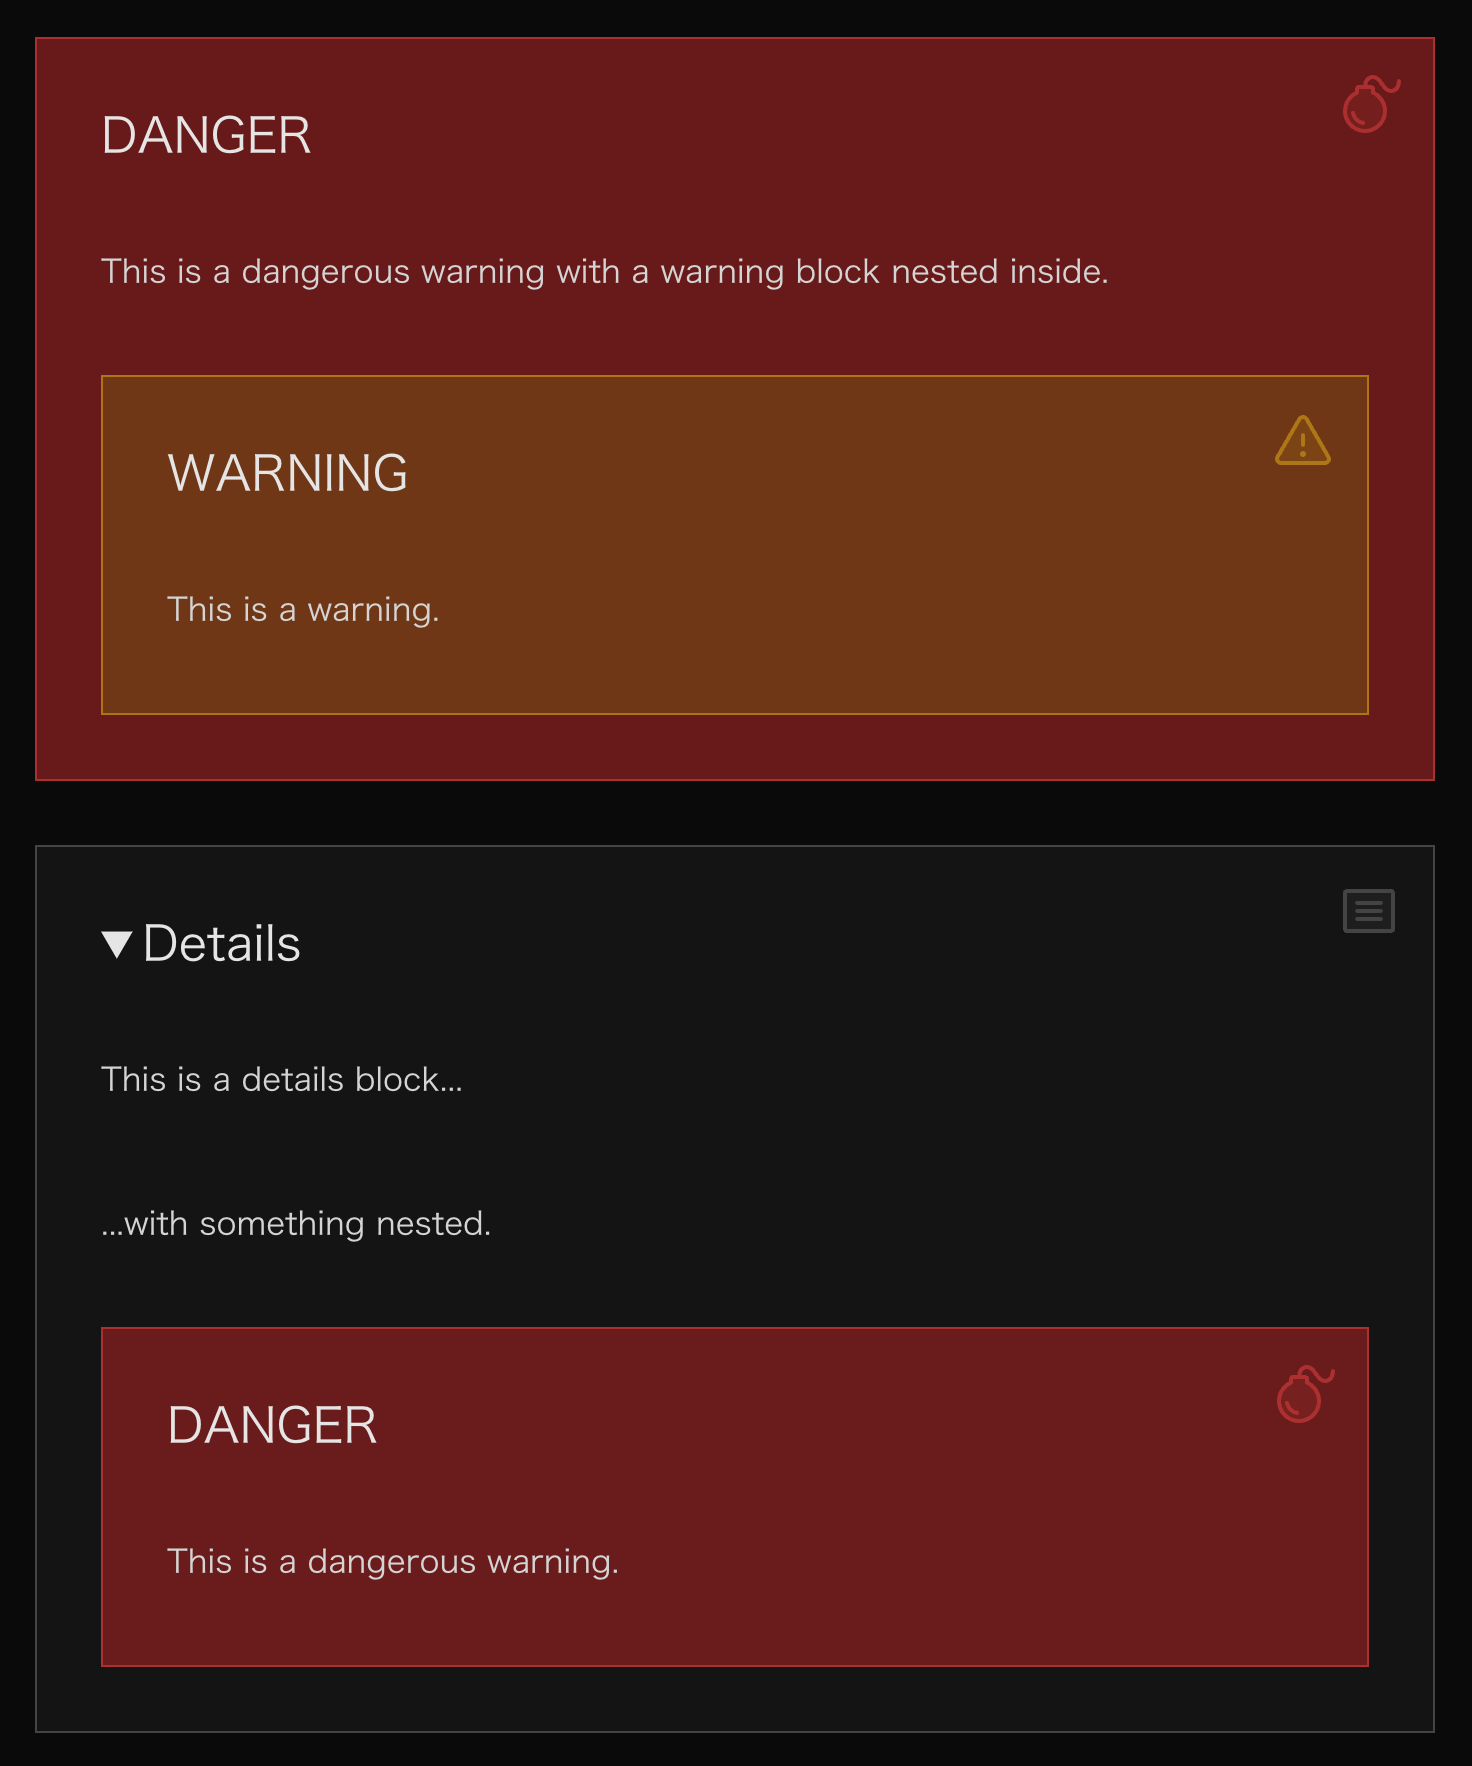 DANGER
This is a dangerous warning with a warning block nested inside.
WARNING
This is a warning.
Details
This is a details block...
...with something nested.
DANGER
This is a dangerous warning.